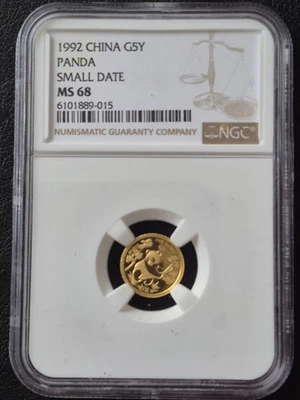 1992 CHINA G5Y
PANDA
SMALL DATE
MS 68
6101889-015
NUMISMATIC GUARANTY COMPANY NGC